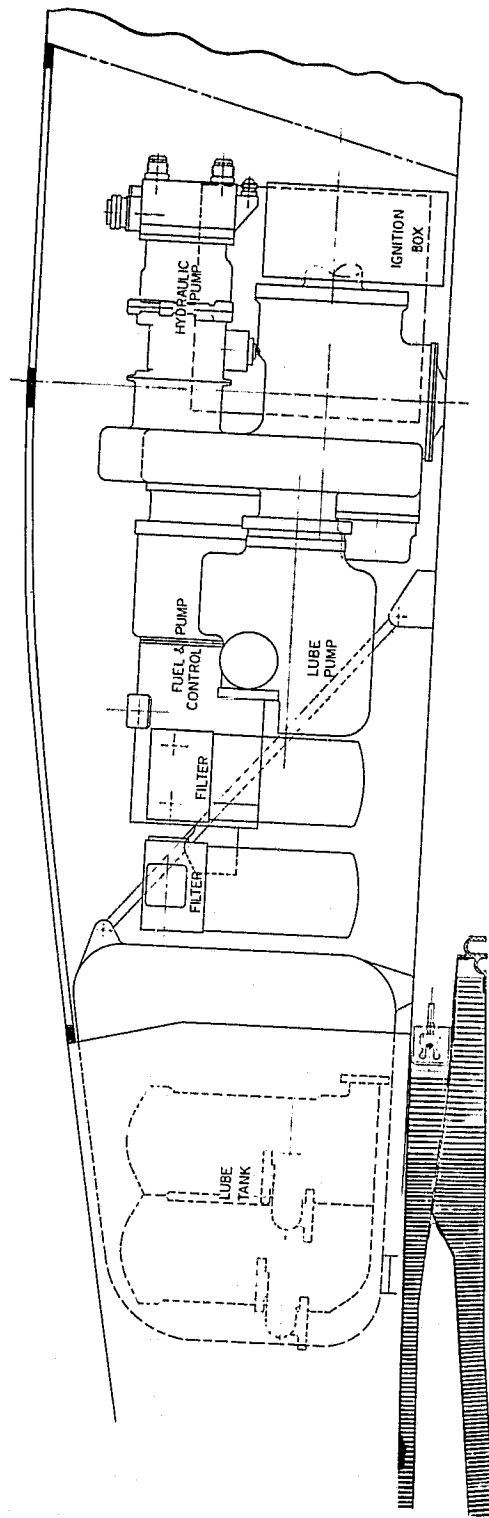 HYDRAULIC
PUMP
IGNITION
BOX
FUEL & PUMP
CONTROL
LUBE
PUMP
FILTER
FILTER
LUBE
TANK